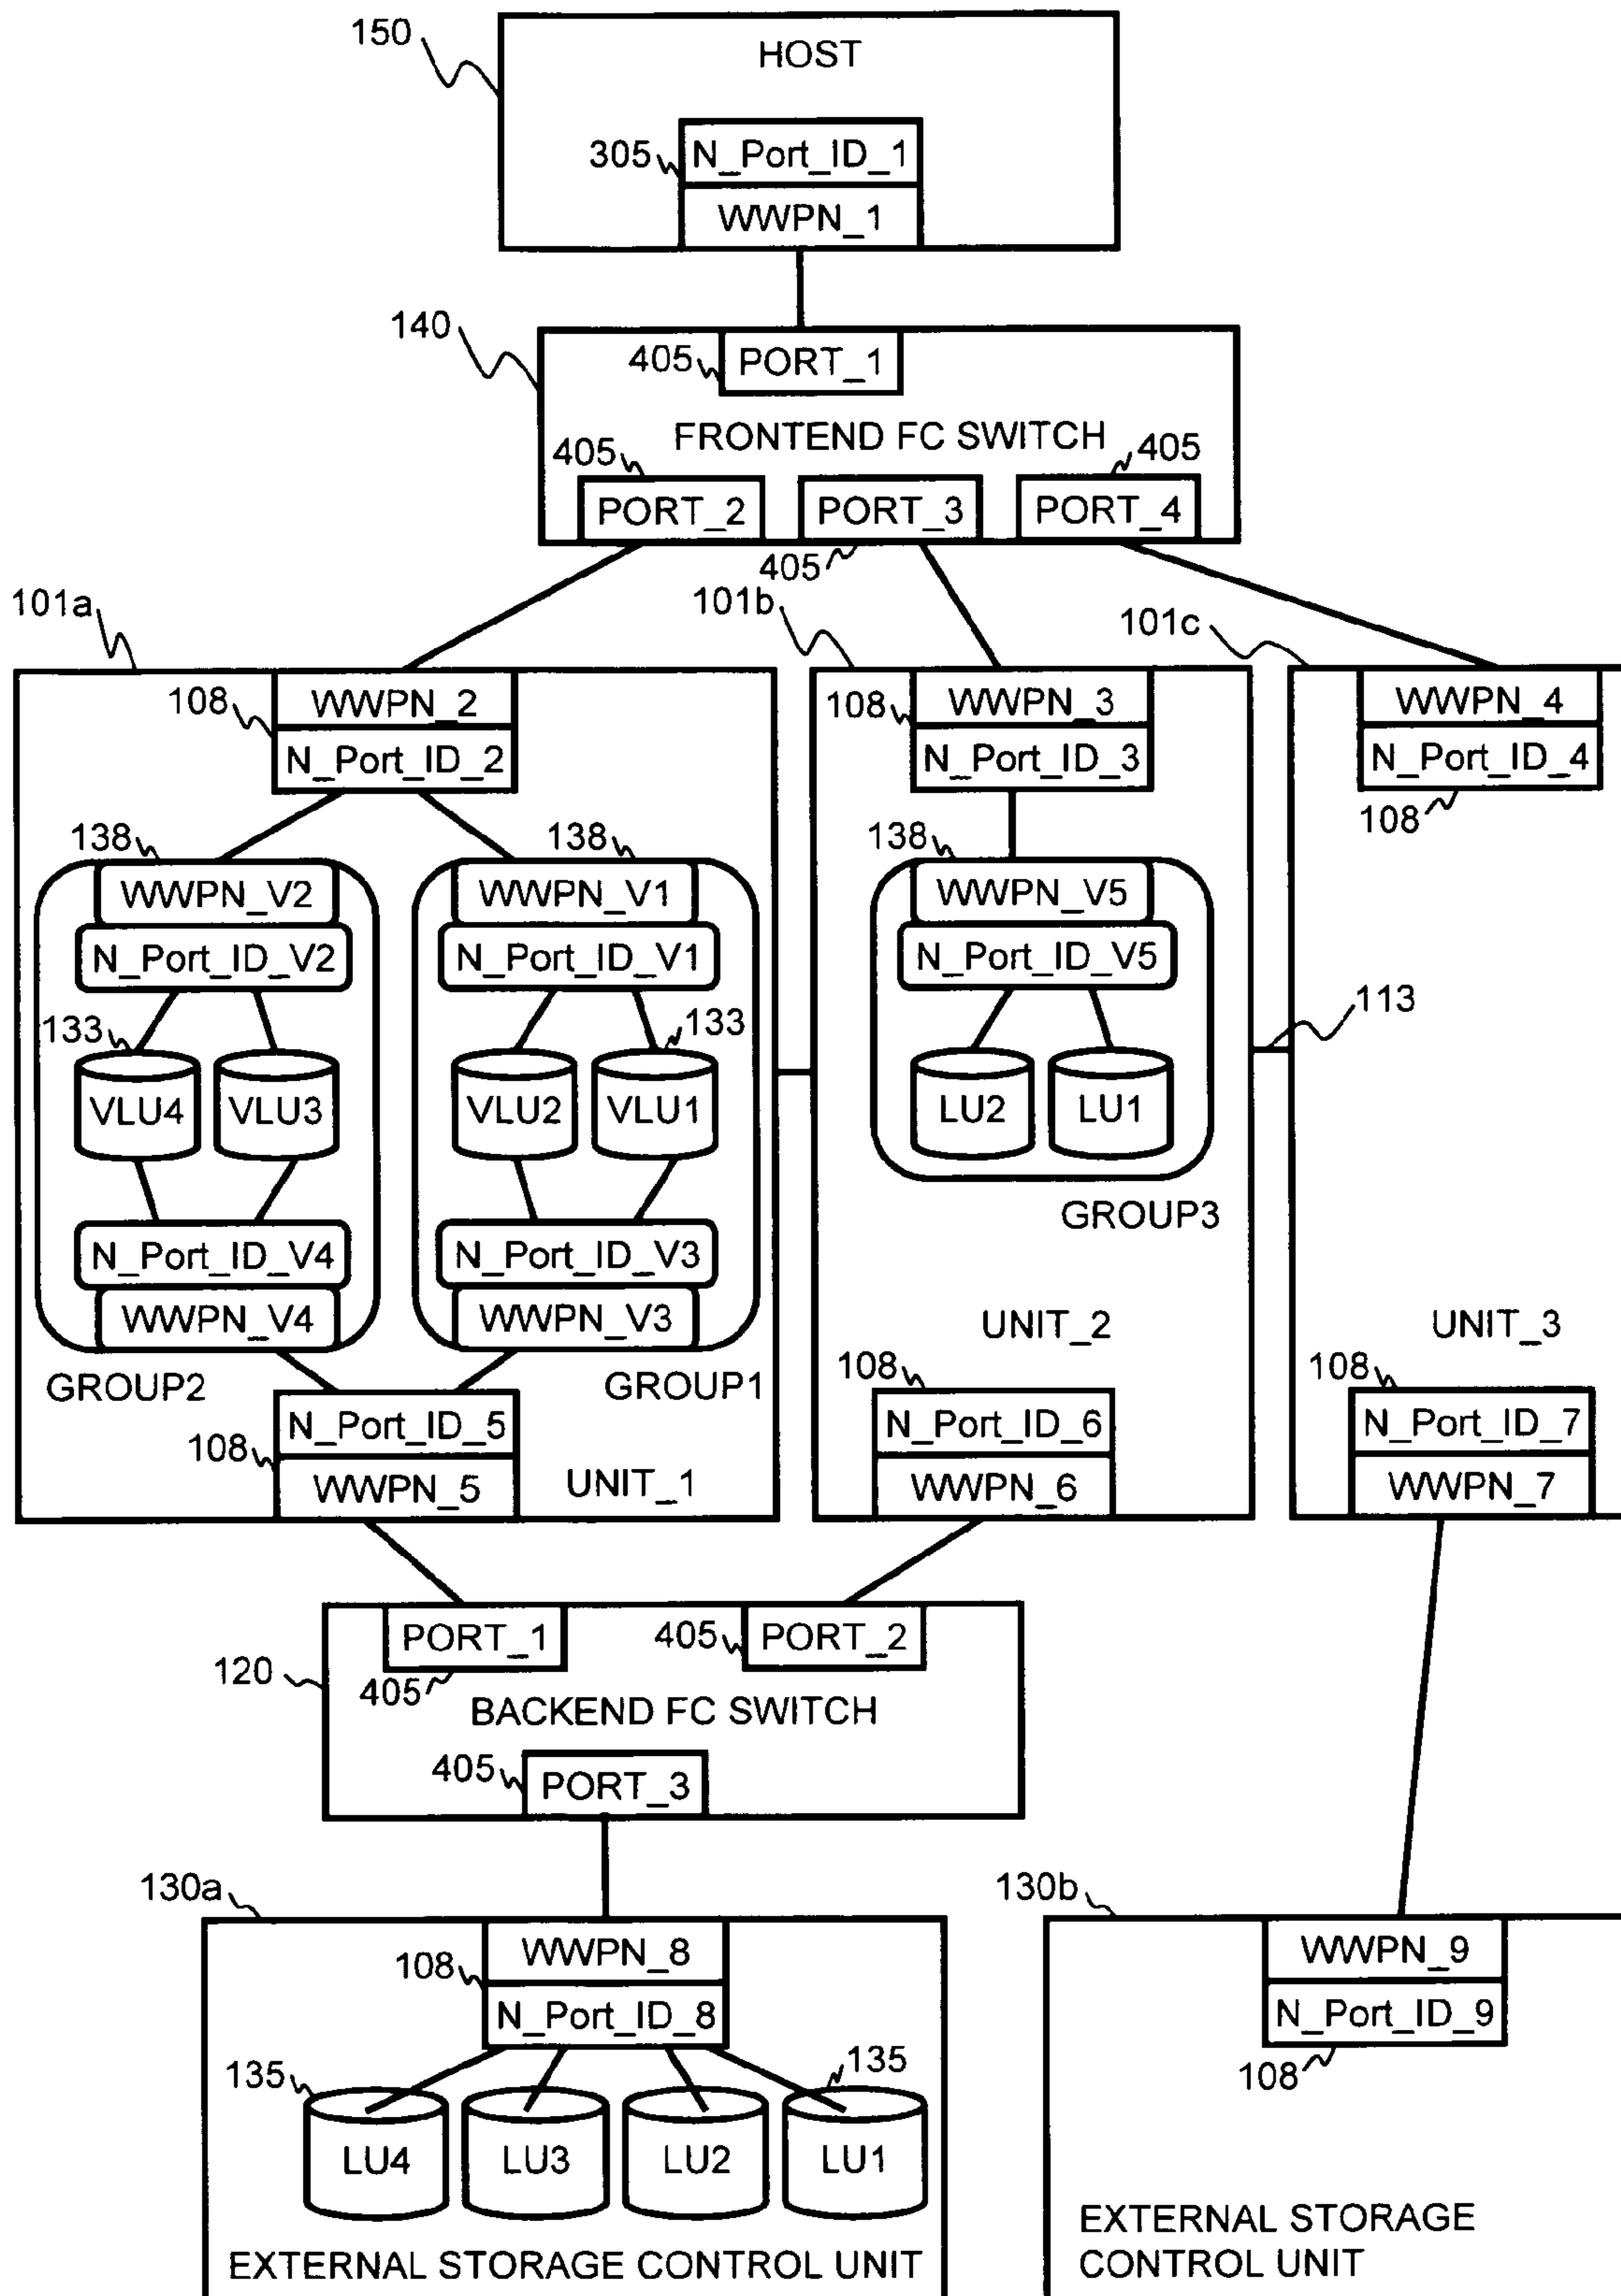 150
HOST
305
N_Port_ID_1
WWPN_1
140
405
PORT_1
FRONTEND FC SWITCH
405
405
PORT_2
PORT_3
PORT_4
405
101a
101b
101c
108
WWPN_2
N_Port_ID_2
108
WWPN_3
N_Port_ID_3
WWPN_4
N_Port_ID_4
108
138
138
138
WWPN_V2
WWPN_V1
WWPN_V5
N_Port_ID_V2
N_Port_ID_V1
N_Port_ID_V5
133
133
113
VLU4
VLU3
VLU2
VLU1
LU2
LU1
GROUP3
N_Port_ID_V4
N_Port_ID_V3
WWPN_V4
WWPN_V3
UNIT_2
UNIT_3
GROUP2
GROUP1
108
108
N_Port_ID_5
N_Port_ID_6
N_Port_ID_7
108
WWPN_5
UNIT_1
WWPN_6
WWPN_7
PORT_1
405
PORT_2
120
405
BACKEND FC SWITCH
405
PORT_3
130a
130b
WWPN_8
108
N_Port_ID_8
WWPN_9
N_Port_ID_9
108
135
135
LU4
LU3
LU2
LU1
EXTERNAL STORAGE CONTROL UNIT
EXTERNAL STORAGE
CONTROL UNIT